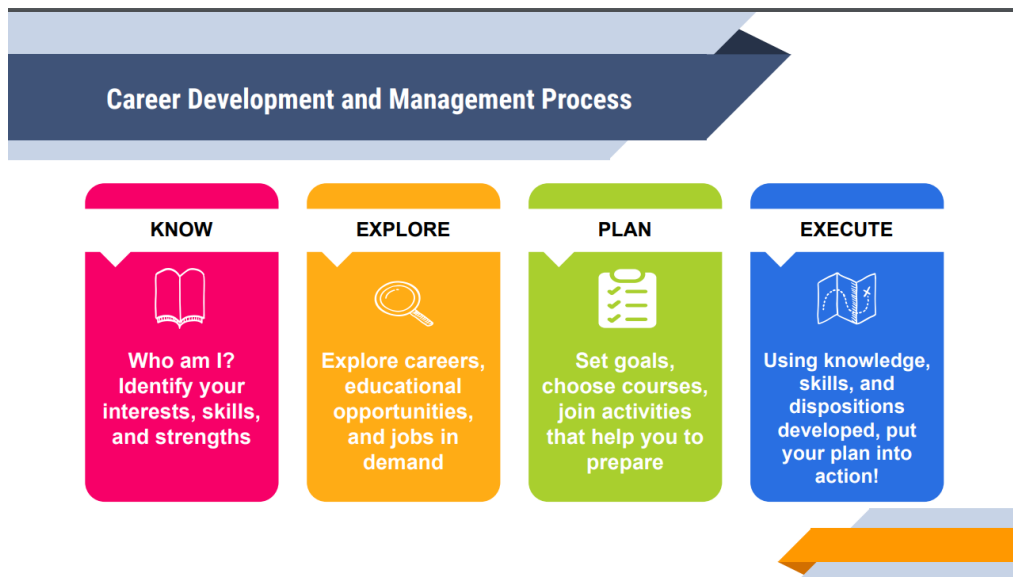 Career Development and Management Process
KNOW
Who am I?
Identify your
interests, skills,
and strengths
EXPLORE
Explore careers,
educational
opportunities,
and jobs in
demand
PLAN
Set goals,
choose courses,
join activities
that help you to
prepare
EXECUTE
Using knowledge,
skills, and
dispositions
developed, put
your plan into
action!